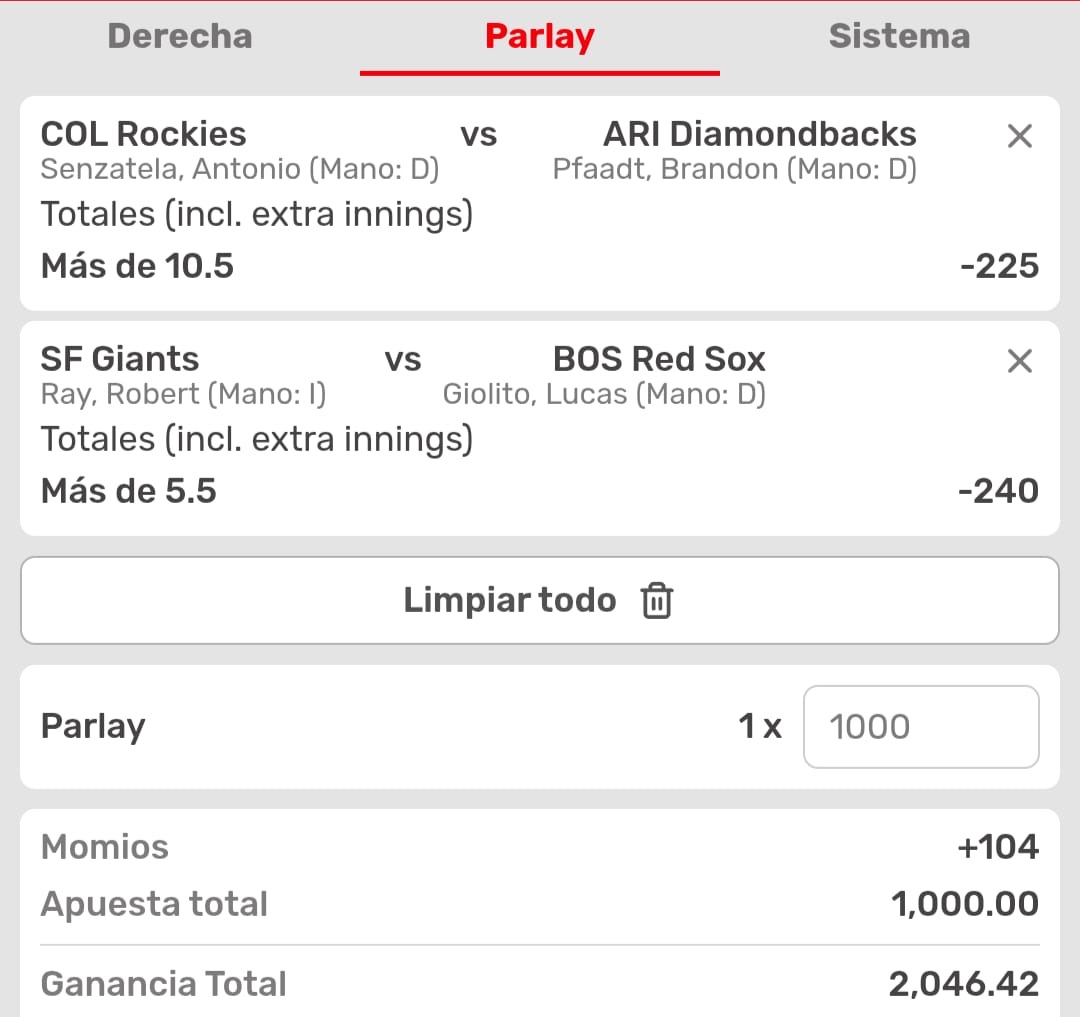 Derecha Parlay Sistema
COL Rockies vs ARI Diamondbacks
Senzatela, Antonio (Mano: D) Pfaadt, Brandon (Mano: D)
Totales (incl. extra innings)
Más de 10.5 -225
SF Giants vs BOS Red Sox
Ray, Robert (Mano: I) Giolito, Lucas (Mano: D)
Totales (incl. extra innings)
Más de 5.5 -240
Limpiar todo
Parlay 1 x 1000
Momios +104
Apuesta total 1,000.00
Ganancia Total 2,046.42